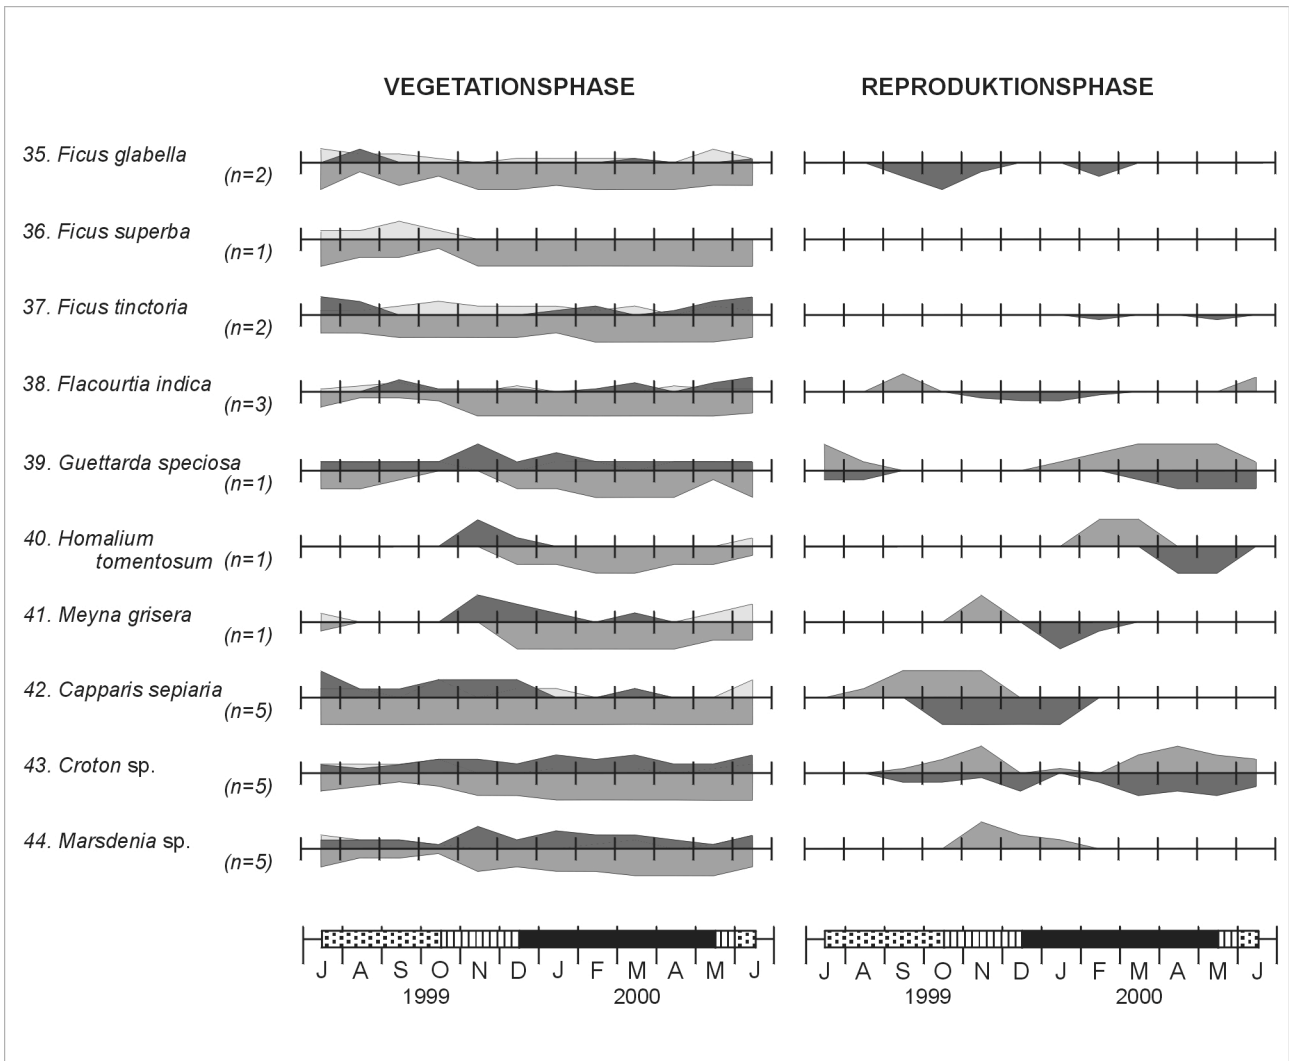 VEGETATIONSPHASE REPRODUKTIONSPHASE
35. Ficus glabella
(n=2)
36. Ficus superba
(n=1)
37. Ficus tinctoria
(n=2)
38. Flacourtia indica
(n=3)
39. Guettarda speciosa
(n=1)
40. Homalium
tomentosum (n=1)
41. Meyna grisera
(n=1)
42. Capparis sepiaria
(n=5)
43. Croton sp.
(n=5)
44. Marsdenia sp.
(n=5)
J A S O N D J F M A M J J A S O N D J F M A M J
1999 2000 1999 2000